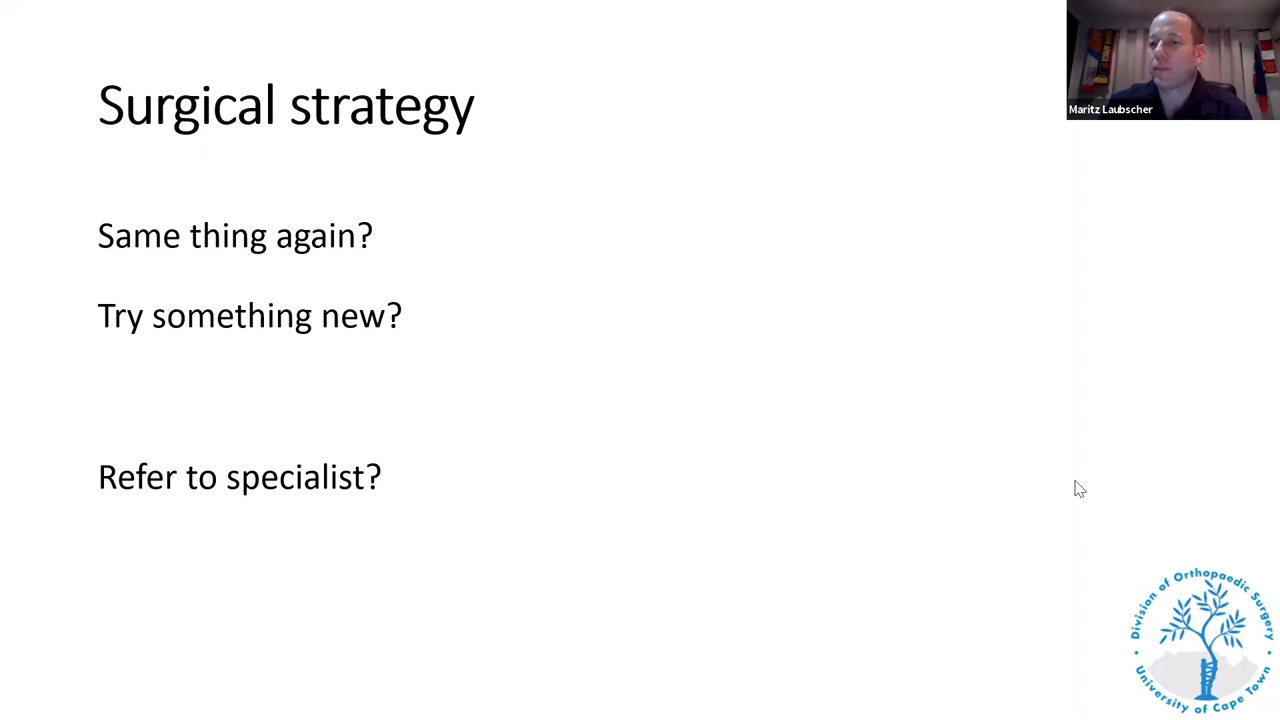 Surgical strategy
Maritz Laubscher
Same thing again?
Try something new?
Refer to specialist?
Division of Orthopaedic Surgery
University of Cape Town